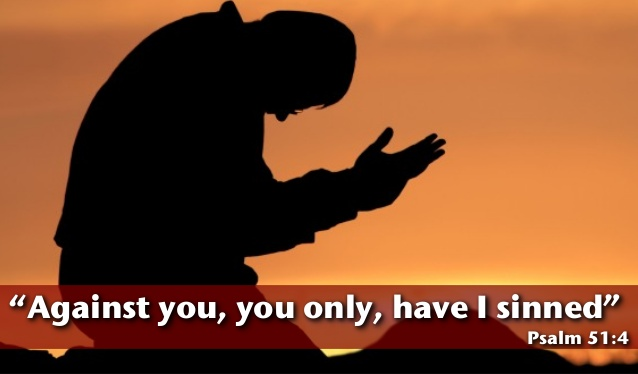 “Against you, you only, have I sinned”
Psalm 51:4